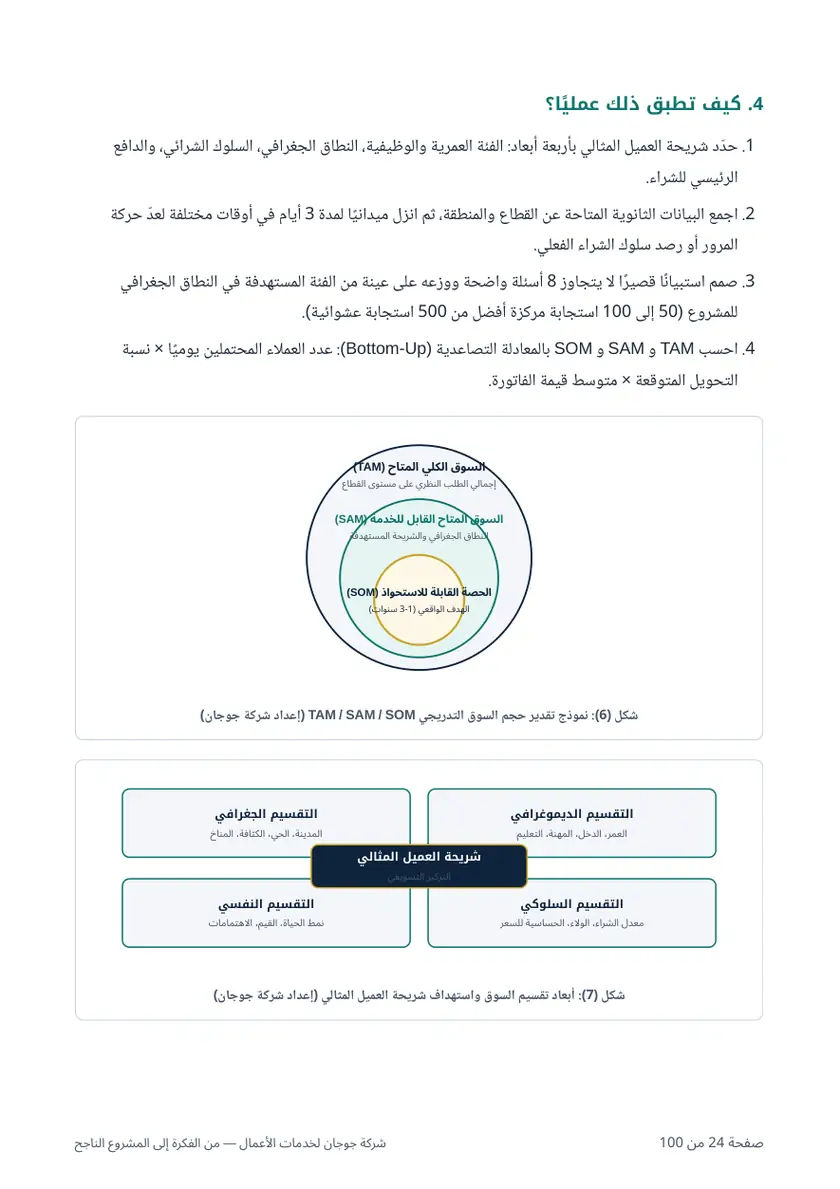 4. كيف تطبق ذلك عمليًا؟
1. حدّد شريحة العميل المثالي بأربعة أبعاد: الفئة العمرية والوظيفية، النطاق الجغرافي، السلوك الشرائي، والدافع
الرئيسي للشراء.
2. اجمع البيانات الثانوية المتاحة عن القطاع والمنطقة، ثم انزل ميدانيًا لمدة 3 أيام في أوقات مختلفة لعدّ حركة
المرور أو رصد سلوك الشراء الفعلي.
3. صمم استبيانًا قصيرًا لا يتجاوز 8 أسئلة واضحة ووزعه على عينة من الفئة المستهدفة في النطاق الجغرافي
للمشروع (50 إلى 100 استجابة مركزة أفضل من 500 استجابة عشوائية).
4. احسب TAM و SAM و SOM بالمعادلة التصاعدية (Bottom-Up): عدد العملاء المحتملين يوميًا × نسبة
التحويل المتوقعة × متوسط قيمة الفاتورة.
السوق الكلي المتاح (TAM)
إجمالي الطلب النظري على مستوى القطاع
السوق المتاح القابل للخدمة (SAM)
النطاق الجغرافي والشريحة المستهدفة
الحصة القابلة للاستحواذ (SOM)
الهدف الواقعي (1-3 سنوات)
شكل (6): نموذج تقدير حجم السوق التدريجي TAM / SAM / SOM (إعداد شركة جوجان)
التقسيم الديموغرافي
العمر، الدخل، المهنة، التعليم
التقسيم الجغرافي
المدينة، الحي، الكثافة، المناخ
شريحة العميل المثالي
التركيز التسويقي
التقسيم السلوكي
معدل الشراء، الولاء، الحساسية للسعر
التقسيم النفسي
نمط الحياة، القيم، الاهتمامات
شكل (7): أبعاد تقسيم السوق واستهداف شريحة العميل المثالي (إعداد شركة جوجان)
صفحة 24 من 100
شركة جوجان لخدمات الأعمال — من الفكرة إلى المشروع الناجح